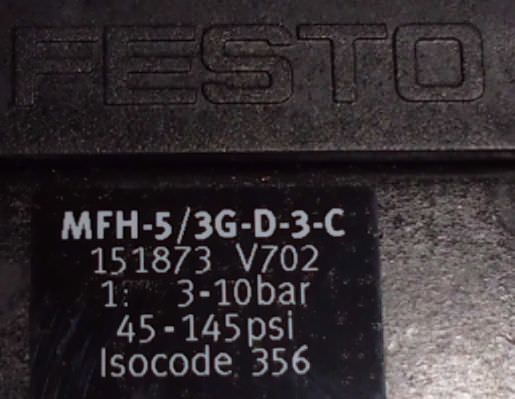 FESTO
MFH-5/3G-D-3-C
151873 V702
1: 3-10bar
45-145psi
Isocode 356